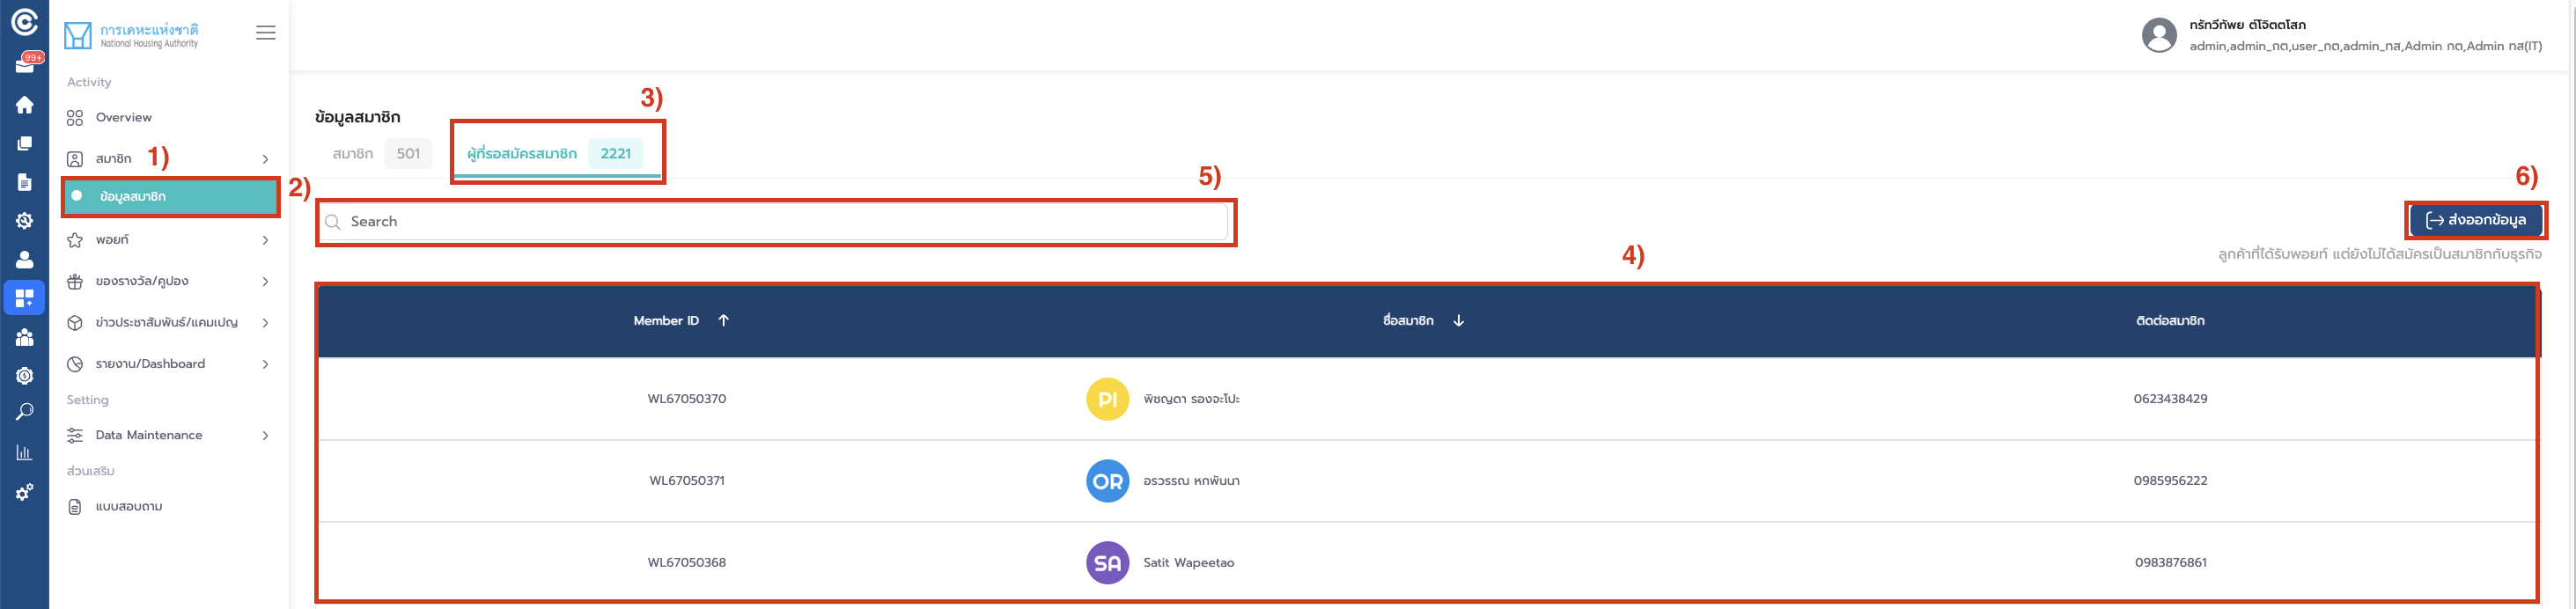 99+
การเคหะแห่งชาติ
National Housing Authority
Activity
Overview
สมาชิก 1)
ข้อมูลสมาชิก 2)
พอยท์
ของรางวัล/คูปอง
ข่าวประชาสัมพันธ์/แคมเปญ
รายงาน/Dashboard
Setting
Data Maintenance
ส่วนเสริม
แบบสอบถาม
ทรัทวีทัพย ต์โจิตตโสภ
admin,admin_กต,user_กต,admin_ทส,Admin กต,Admin ทส(IT)
3)
ข้อมูลสมาชิก
สมาชิก 501 ผู้ที่รอสมัครสมาชิก 2221
5) 6)
Search ส่งออกข้อมูล
ลูกค้าที่ได้รับพอยท์ แต่ยังไม่ได้สมัครเป็นสมาชิกกับธุรกิจ
4)
Member ID ↑ ชื่อสมาชิก ↓ ติดต่อสมาชิก
WL67050370 PI พิชญดา รองจะโปะ 0623438429
WL67050371 OR อรวรรณ หกพันนา 0985956222
WL67050368 SA Satit Wapeetao 0983876861